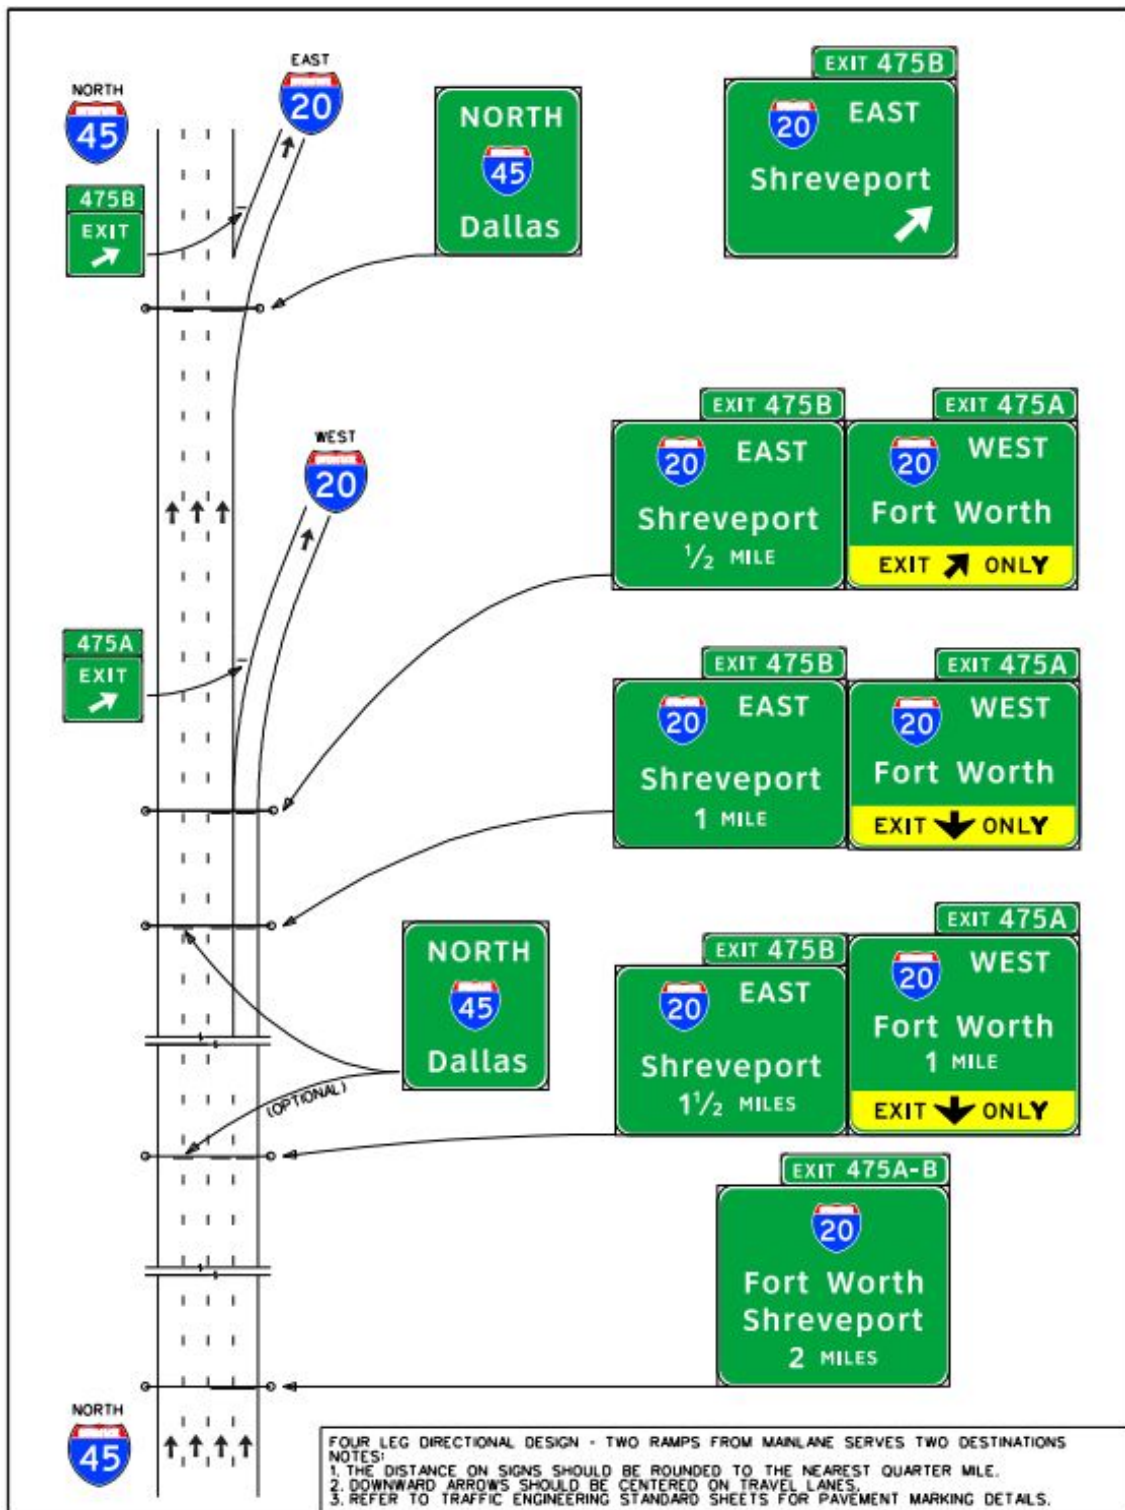 EAST
20
NORTH
45
475B
EXIT
NORTH
45
Dallas
EXIT 475B
20 EAST
Shreveport
WEST
20
EXIT 475B
20 EAST
Shreveport
1/2 MILE
EXIT 475A
20 WEST
Fort Worth
EXIT ONLY
475A
EXIT
EXIT 475B
20 EAST
Shreveport
1 MILE
EXIT 475A
20 WEST
Fort Worth
EXIT ONLY
NORTH
45
Dallas
(OPTIONAL)
EXIT 475B
20 EAST
Shreveport
1 1/2 MILES
EXIT 475A
20 WEST
Fort Worth
1 MILE
EXIT ONLY
EXIT 475A-B
20
Fort Worth
Shreveport
2 MILES
NORTH
45
FOUR LEG DIRECTIONAL DESIGN - TWO RAMPS FROM MAINLANE SERVES TWO DESTINATIONS
NOTES:
1. THE DISTANCE ON SIGNS SHOULD BE ROUNDED TO THE NEAREST QUARTER MILE.
2. DOWNWARD ARROWS SHOULD BE CENTERED ON TRAVEL LANES.
3. REFER TO TRAFFIC ENGINEERING STANDARD SHEETS FOR PAVEMENT MARKING DETAILS.